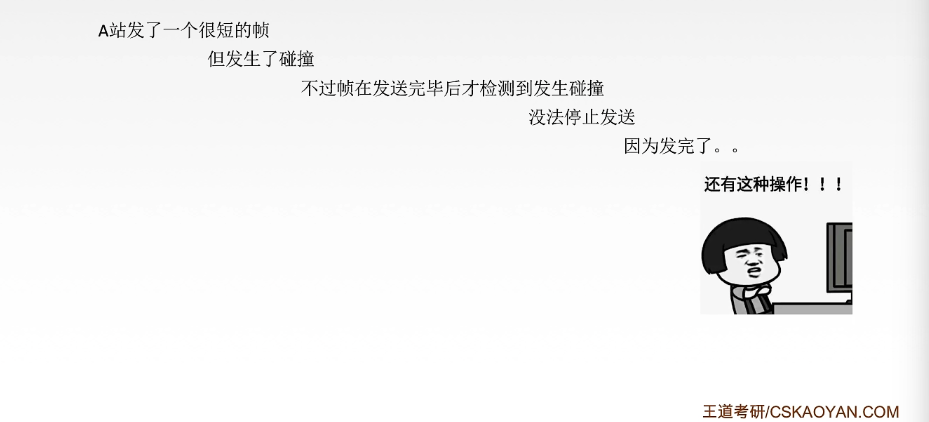 A站发了一个很短的帧
但发生了碰撞
不过帧在发送完毕后才检测到发生碰撞
没法停止发送
因为发完了。。
还有这种操作！！！
王道考研/CSKAOYAN.COM